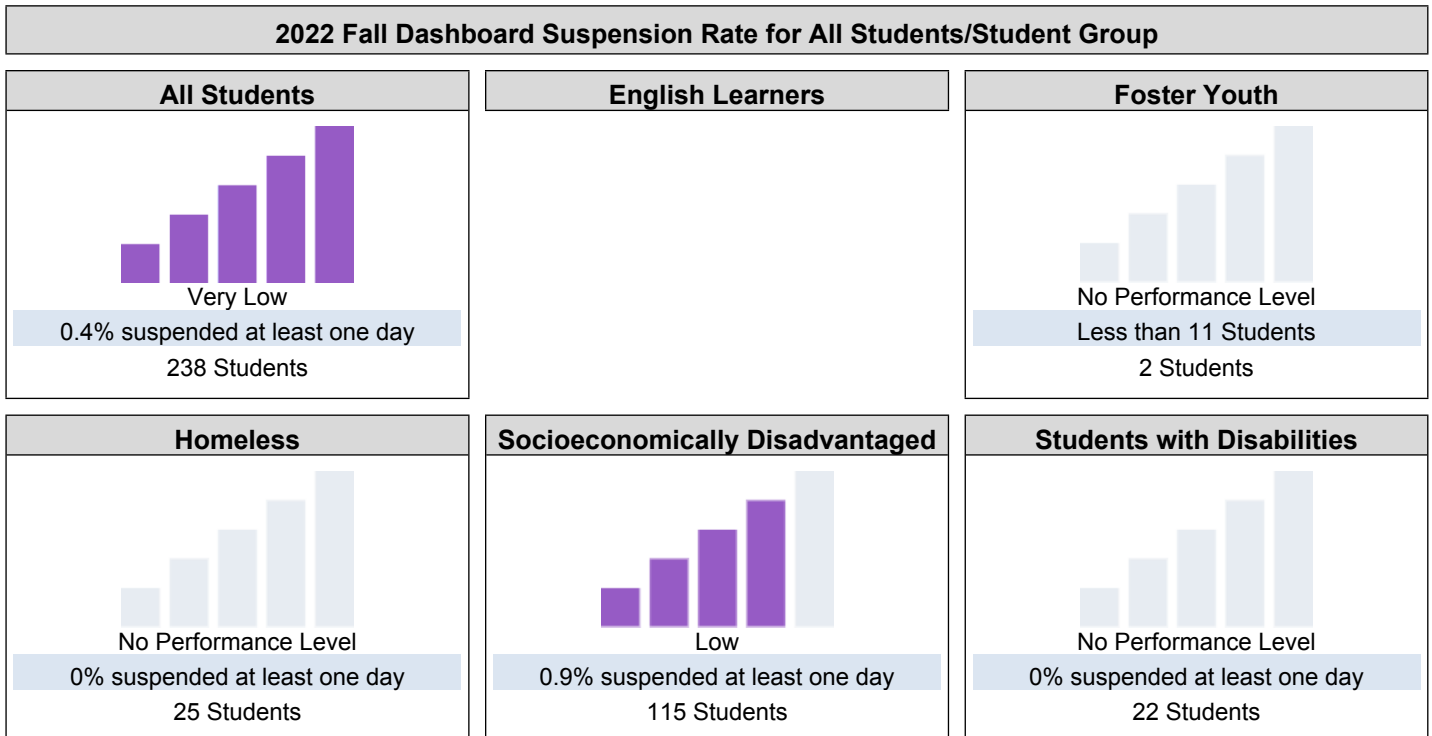 2022 Fall Dashboard Suspension Rate for All Students/Student Group
All Students
Very Low
0.4% suspended at least one day
238 Students
English Learners
Foster Youth
No Performance Level
Less than 11 Students
2 Students
Homeless
No Performance Level
0% suspended at least one day
25 Students
Socioeconomically Disadvantaged
Low
0.9% suspended at least one day
115 Students
Students with Disabilities
No Performance Level
0% suspended at least one day
22 Students